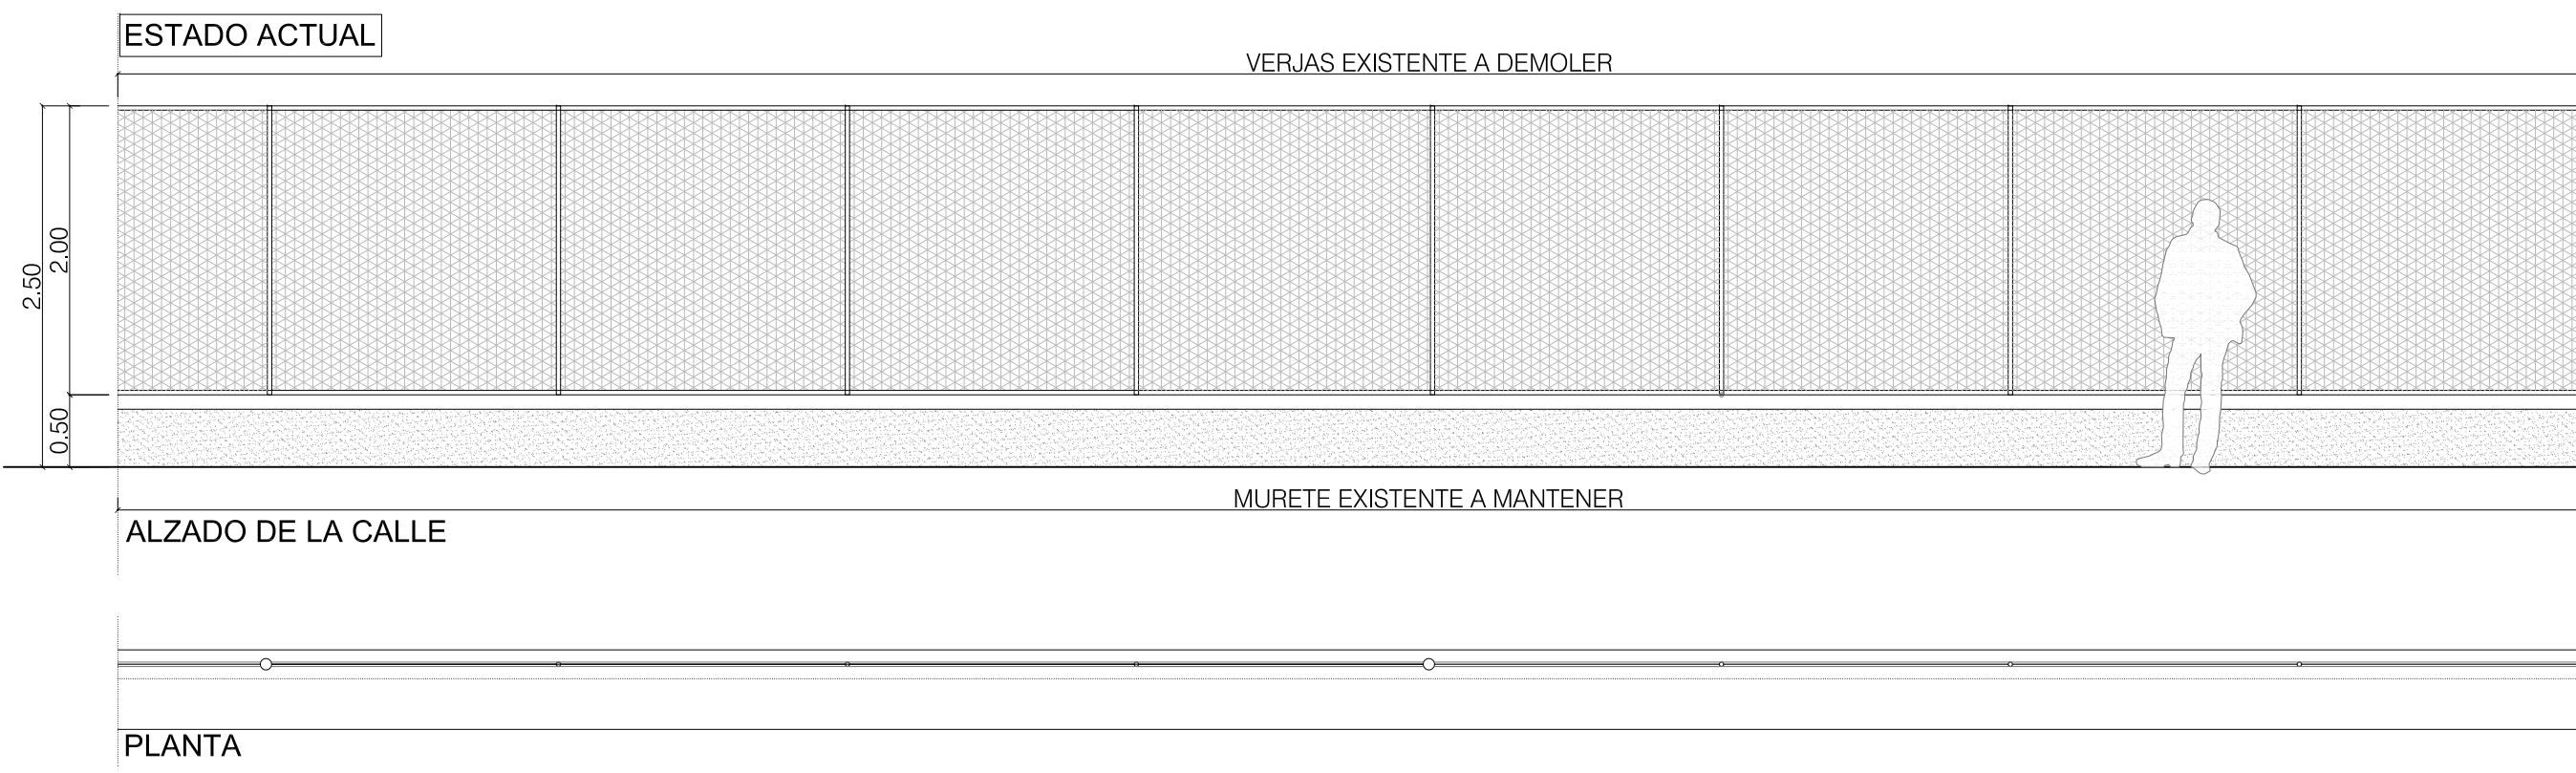 ESTADO ACTUAL
VERJAS EXISTENTE A DEMOLER
2.50
2.00
0.50
MURETE EXISTENTE A MANTENER
ALZADO DE LA CALLE
PLANTA